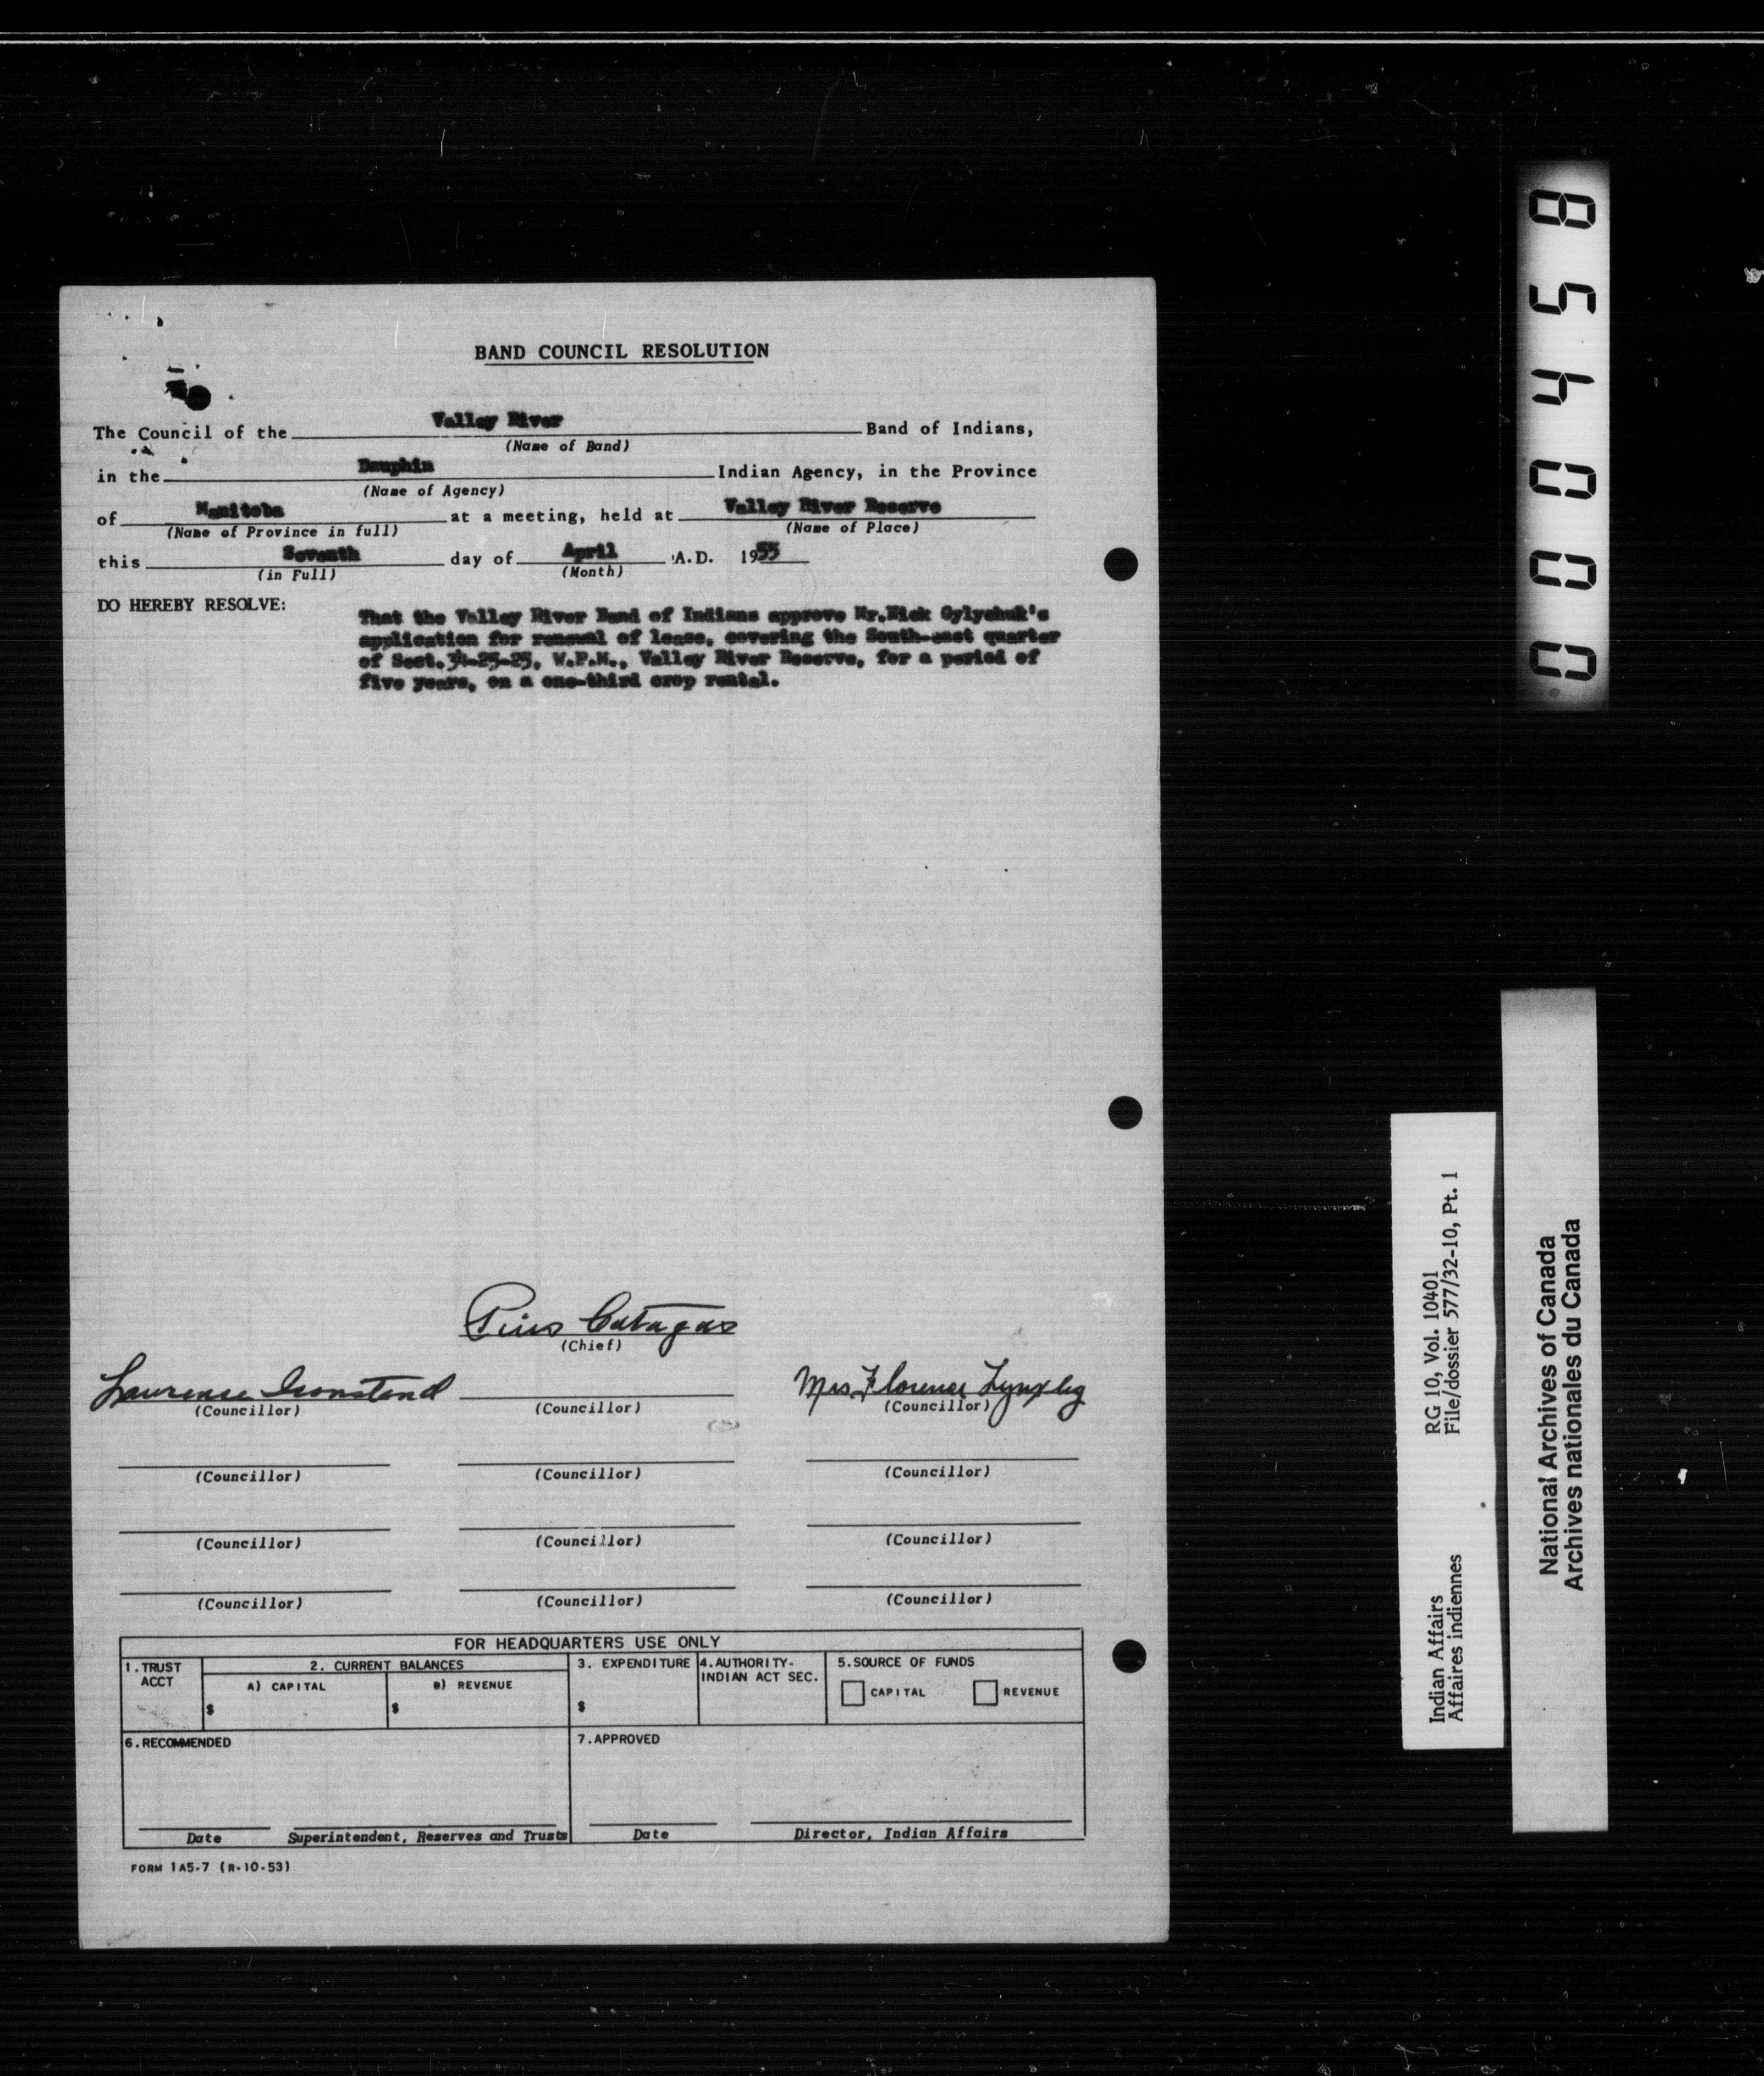 BAND COUNCIL RESOLUTION
The Council of the Valley River Band of Indians,
(Name of Band)
in the Dauphin Indian Agency, in the Province
(Name of Agency)
of Manitoba at a meeting, held at Valley River Reserve
(Name of Province in full) (Name of Place)
this Seventh day of April A.D. 1955
(in Full) (Month)
DO HEREBY RESOLVE:
That the Valley River Band of Indians approve Mr.Nick Gylychuk's
application for renewal of lease, covering the South-east quarter
of Sect.34-25-25, W.P.M., Valley River Reserve, for a period of
five years, on a one-third crop rental.
Pius Catagas
(Chief)
Lawrence Ironstand Mrs. Florence Lynxleg
(Councillor) (Councillor) (Councillor)
(Councillor) (Councillor) (Councillor)
(Councillor) (Councillor) (Councillor)
(Councillor) (Councillor) (Councillor)
FOR HEADQUARTERS USE ONLY
1.TRUST ACCT
2. CURRENT BALANCES
A) CAPITAL
$
B) REVENUE
$
3. EXPENDITURE
$
4.AUTHORITY-
INDIAN ACT SEC.
5.SOURCE OF FUNDS
CAPITAL REVENUE
6.RECOMMENDED
Date Superintendent, Reserves and Trusts
7.APPROVED
Date Director, Indian Affairs
FORM 1A5-7 (R-10-53)
000458
Indian Affairs RG 10, Vol. 10401
Affaires indiennes File/dossier 577/32-10, Pt. 1
National Archives of Canada
Archives nationales du Canada